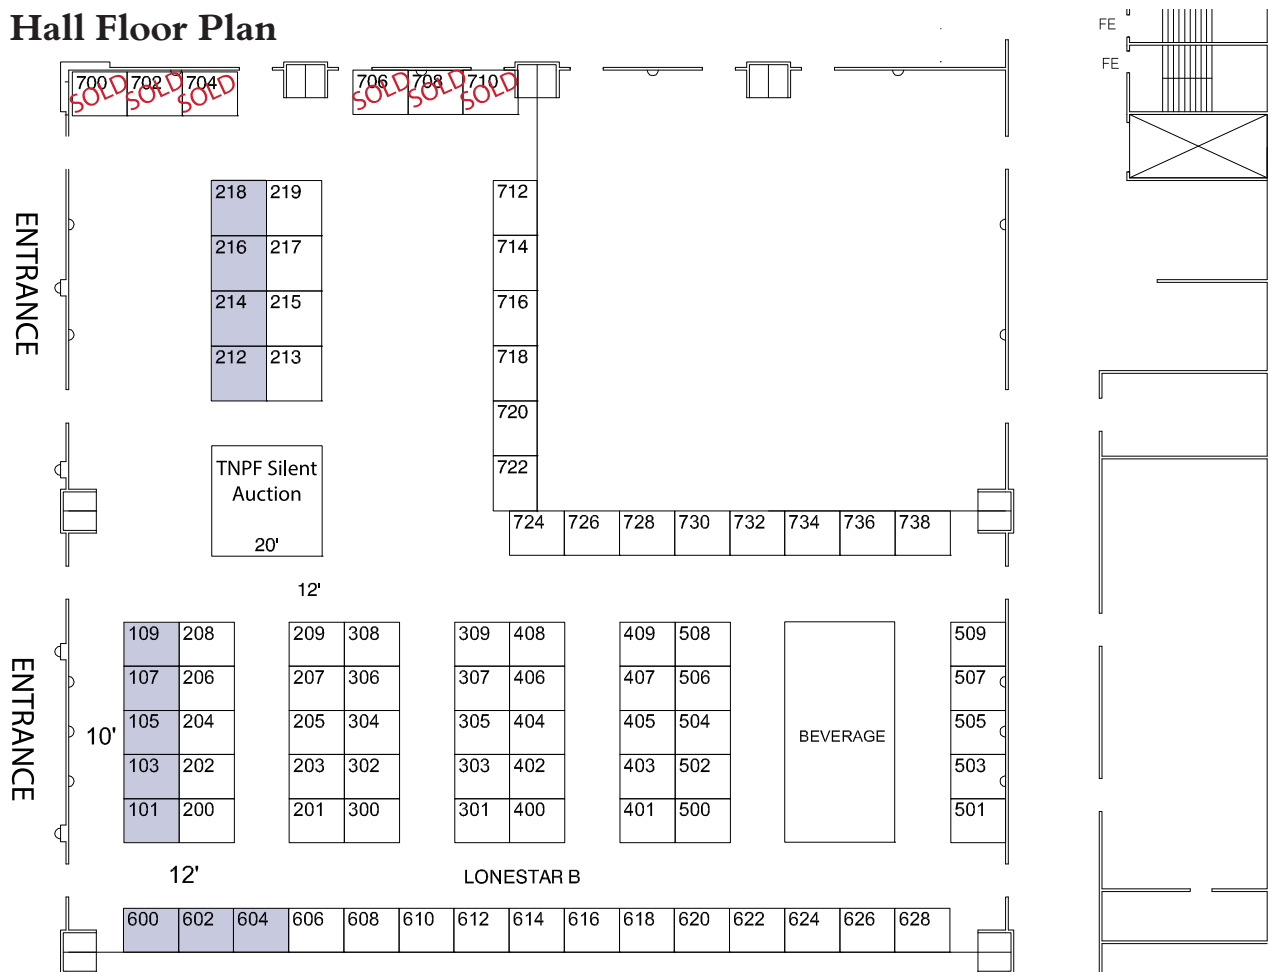 Hall Floor Plan
FE
FE
700 702 704 706 708 710
SOLD SOLD SOLD SOLD SOLD SOLD
ENTRANCE
218 219
216 217
214 215
212 213
712
714
716
718
720
722
724 726 728 730 732 734 736 738
TNPF Silent
Auction
20'
12'
ENTRANCE
10'
109 208 209 308 309 408 409 508 509
107 206 207 306 307 406 407 506 507
105 204 205 304 305 404 405 504 505
103 202 203 302 303 402 403 502 503
101 200 201 300 301 400 401 500 501
BEVERAGE
12'
LONESTAR B
600 602 604 606 608 610 612 614 616 618 620 622 624 626 628